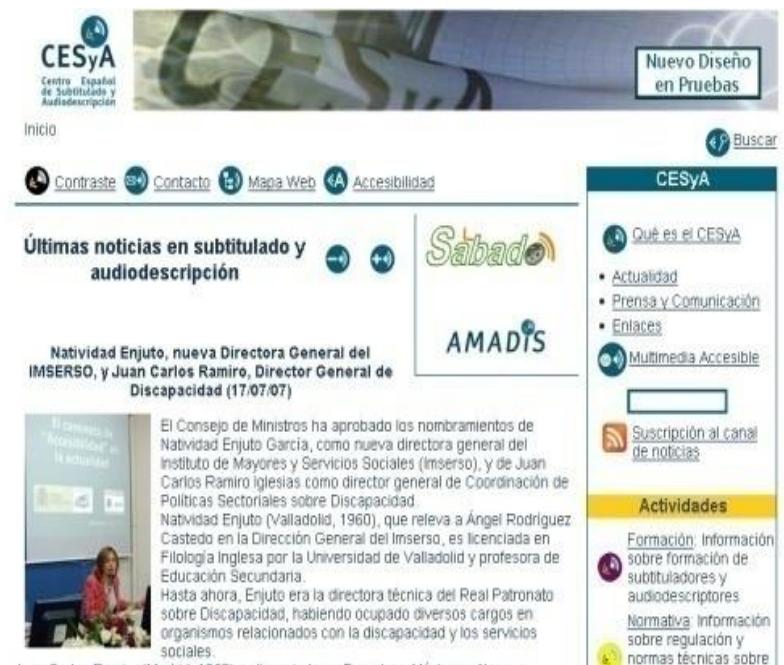 CESyA
Centro Español
de Subtitulado y
Audiodescripción
Nuevo Diseño
en Pruebas
Inicio
Buscar
Contraste
Contacto
Mapa Web
Accesibilidad
Últimas noticias en subtitulado y
audiodescripción
Sábado
AMADIS
Natividad Enjuto, nueva Directora General del
IMSERSO, y Juan Carlos Ramiro, Director General de
Discapacidad (17/07/07)
El camino de
"Accesibilidad" en
la actualidad
El Consejo de Ministros ha aprobado los nombramientos de
Natividad Enjuto García, como nueva directora general del
Instituto de Mayores y Servicios Sociales (Imserso), y de Juan
Carlos Ramiro Iglesias como director general de Coordinación de
Políticas Sectoriales sobre Discapacidad.
Natividad Enjuto (Valladolid, 1960), que releva a Ángel Rodríguez
Castedo en la Dirección General del Imserso, es licenciada en
Filología Inglesa por la Universidad de Valladolid y profesora de
Educación Secundaria.
Hasta ahora, Enjuto era la directora técnica del Real Patronato
sobre Discapacidad, habiendo ocupado diversos cargos en
organismos relacionados con la discapacidad y los servicios
sociales.
CESyA
Qué es el CESyA
• Actualidad
• Prensa y Comunicación
• Enlaces
Multimedia Accesible
Suscripción al canal
de noticias
Actividades
Formación: Información
sobre formación de
subtituladores y
audiodescriptores
Normativa: Información
sobre regulación y
normas técnicas sobre